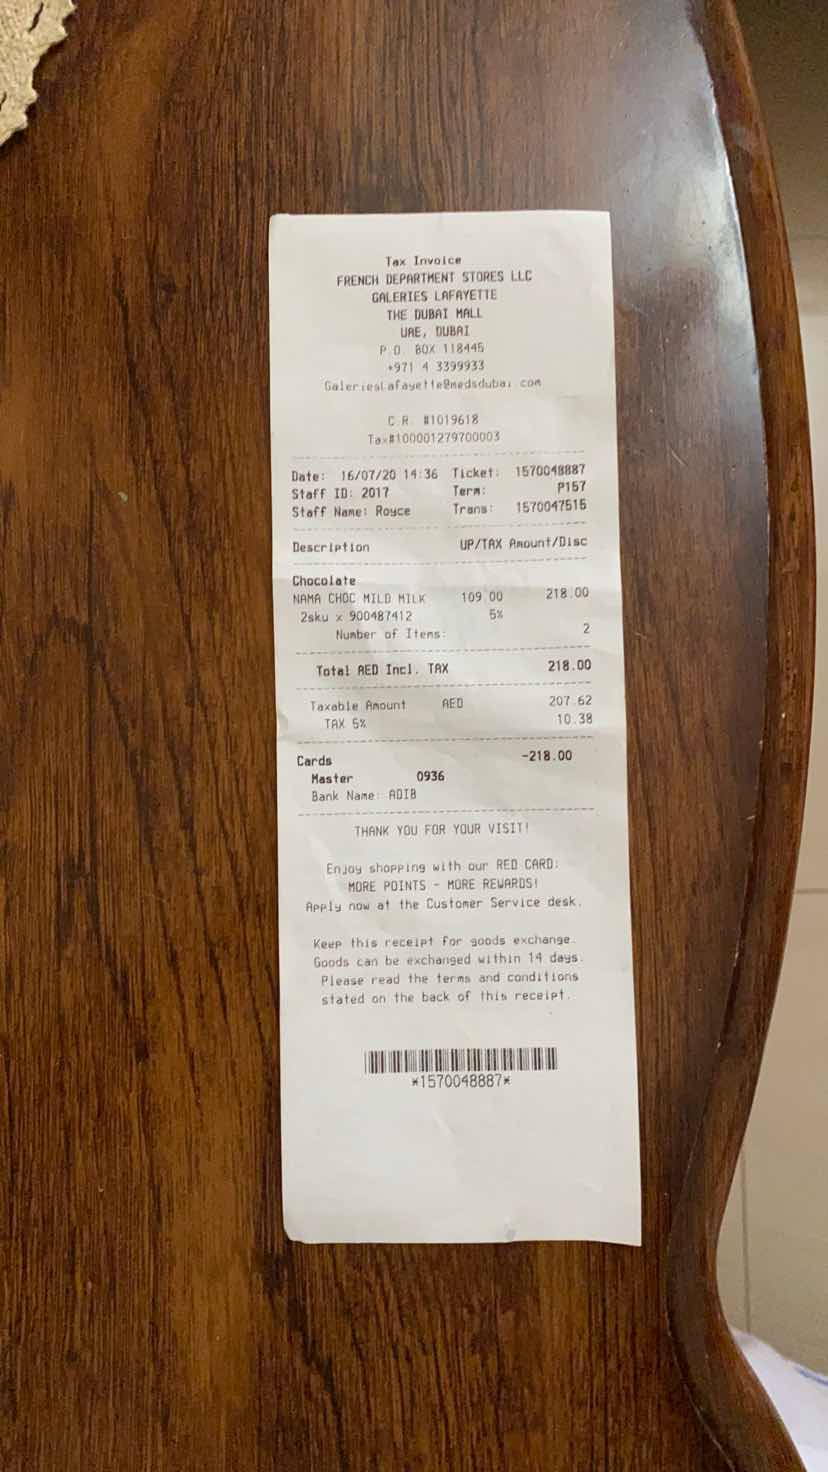 Tax Invoice
FRENCH DEPARTMENT STORES LLC
GALERIES LAFAYETTE
THE DUBAI MALL
UAE, DUBAI
P.O. BOX 118445
+971 4 3399933
GaleriesLafayette@medsdubai.com
C.R. #1019618
Tax#100001279700003
Date: 16/07/20 14:36 Ticket: 1570048887
Staff ID: 2017 Term: P157
Staff Name: Royce Trans: 1570047515
Description UP/TAX Amount/Disc
Chocolate
NAMA CHOC MILD MILK 109.00 218.00
2sku x 900487412 5%
Number of Items: 2
Total AED Incl. TAX 218.00
Taxable Amount AED 207.62
TAX 5% 10.38
Cards -218.00
Master 0936
Bank Name: ADIB
THANK YOU FOR YOUR VISIT!
Enjoy shopping with our RED CARD:
MORE POINTS - MORE REWARDS!
Apply now at the Customer Service desk.
Keep this receipt for goods exchange.
Goods can be exchanged within 14 days.
Please read the terms and conditions
stated on the back of this receipt.
*1570048887*